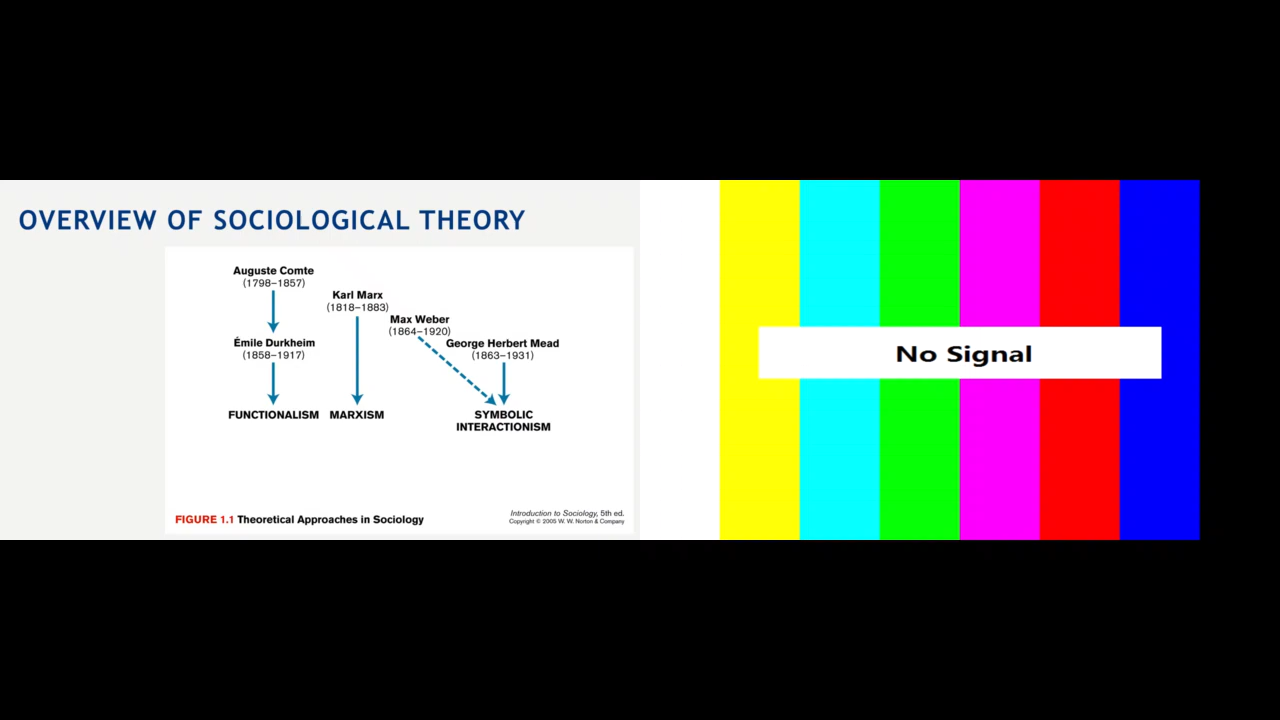 OVERVIEW OF SOCIOLOGICAL THEORY
Auguste Comte
(1798–1857)
Karl Marx
(1818–1883)
Max Weber
(1864–1920)
Émile Durkheim
(1858–1917)
George Herbert Mead
(1863–1931)
FUNCTIONALISM
MARXISM
SYMBOLIC
INTERACTIONISM
FIGURE 1.1 Theoretical Approaches in Sociology
Introduction to Sociology, 5th ed.
Copyright © 2005 W. W. Norton & Company
No Signal